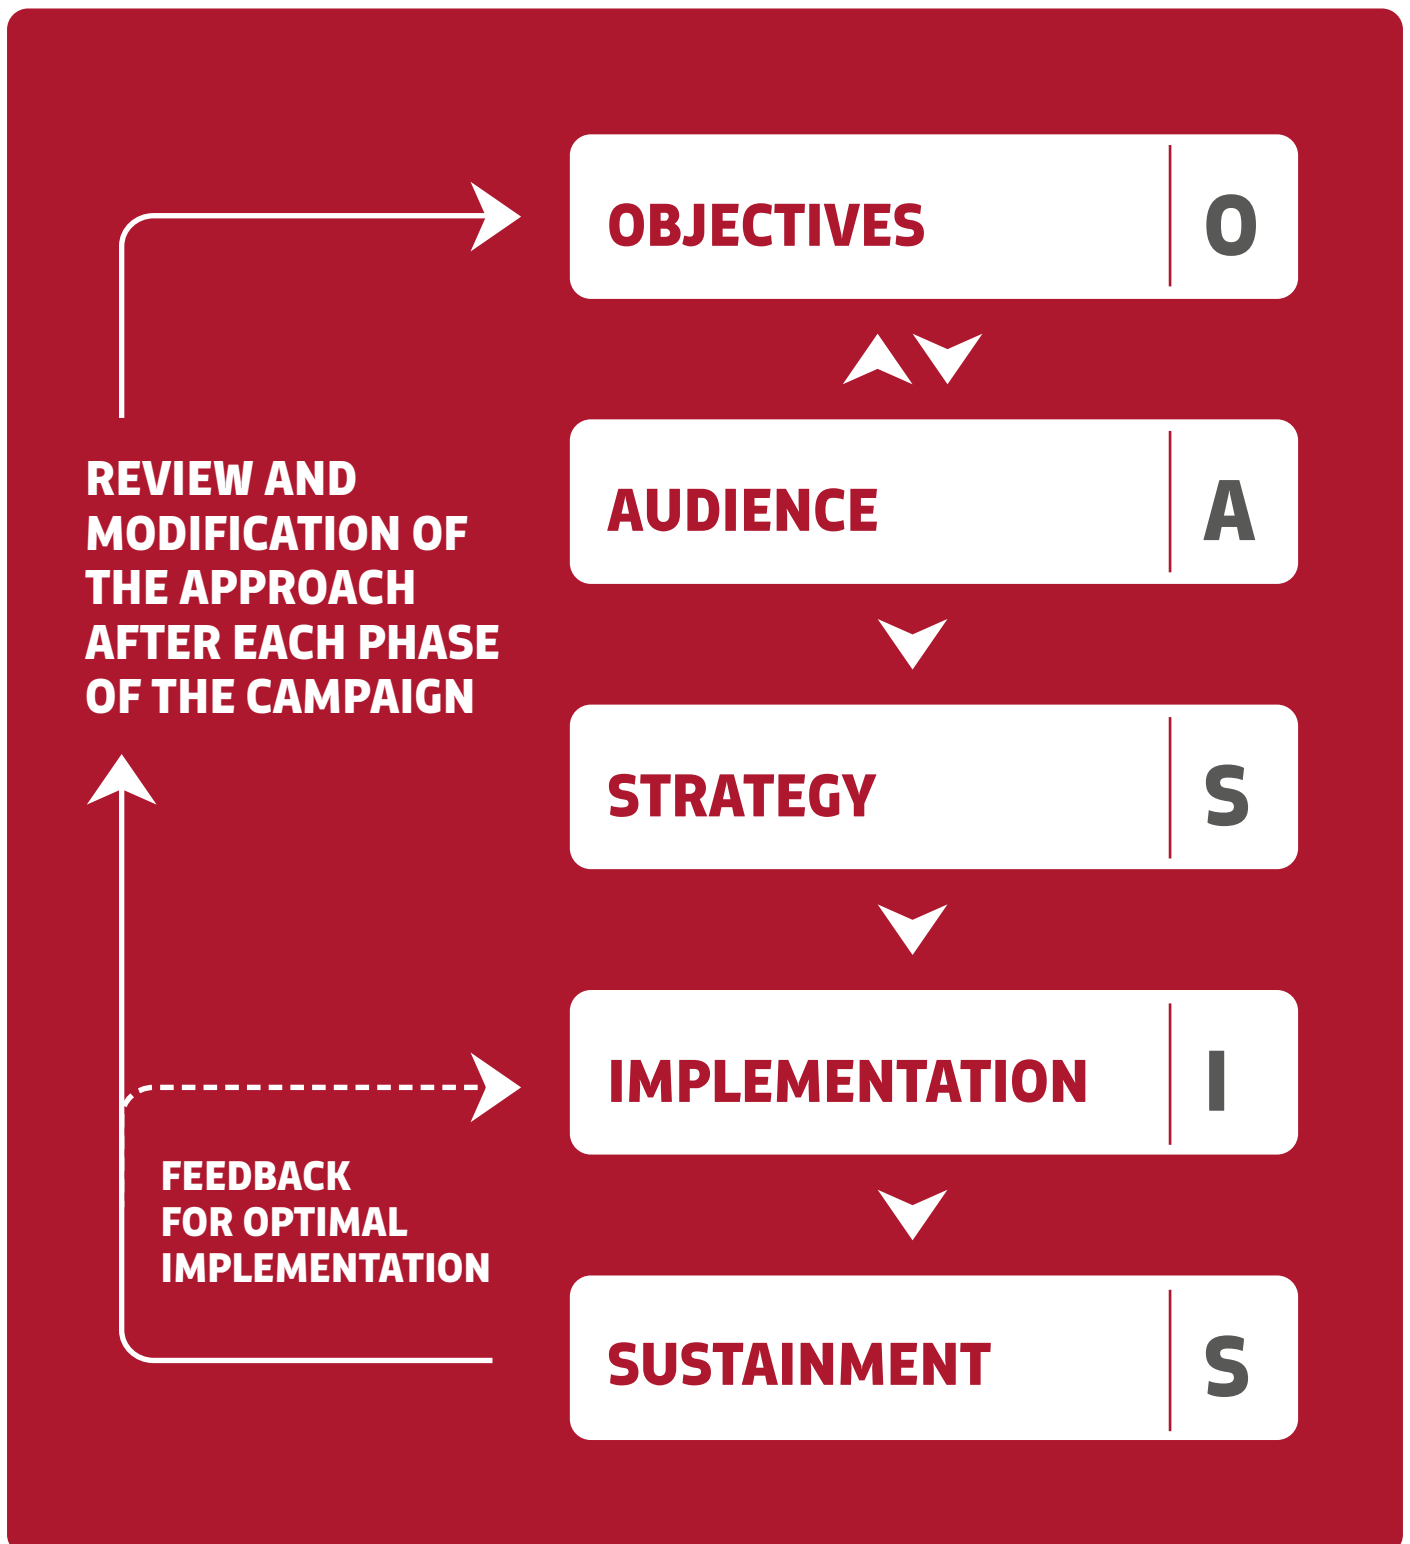 OBJECTIVES
O
AUDIENCE
A
STRATEGY
S
IMPLEMENTATION
I
SUSTAINMENT
S
REVIEW AND
MODIFICATION OF
THE APPROACH
AFTER EACH PHASE
OF THE CAMPAIGN
FEEDBACK
FOR OPTIMAL
IMPLEMENTATION